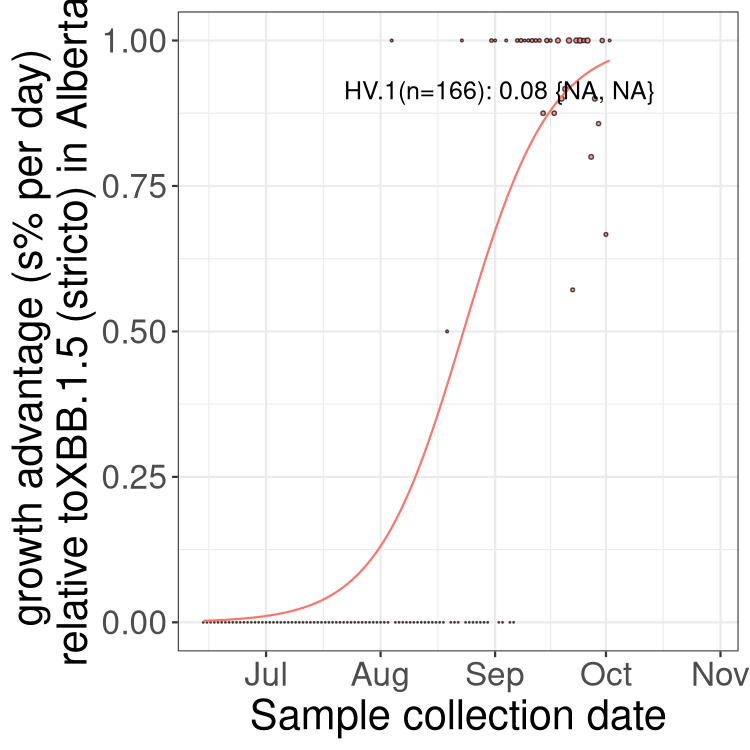 growth advantage (s% per day)
relative toXBB.1.5 (stricto) in Alberta
1.00
0.75
0.50
0.25
0.00
HV.1(n=166): 0.08 {NA, NA}
Jul Aug Sep Oct Nov
Sample collection date